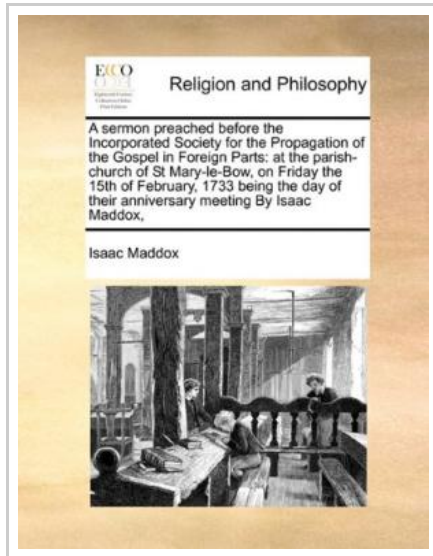 ECCO
Religion and Philosophy
A sermon preached before the
Incorporated Society for the Propagation of
the Gospel in Foreign Parts: at the parish-
church of St Mary-le-Bow, on Friday the
15th of February, 1733 being the day of
their anniversary meeting By Isaac
Maddox,
Isaac Maddox